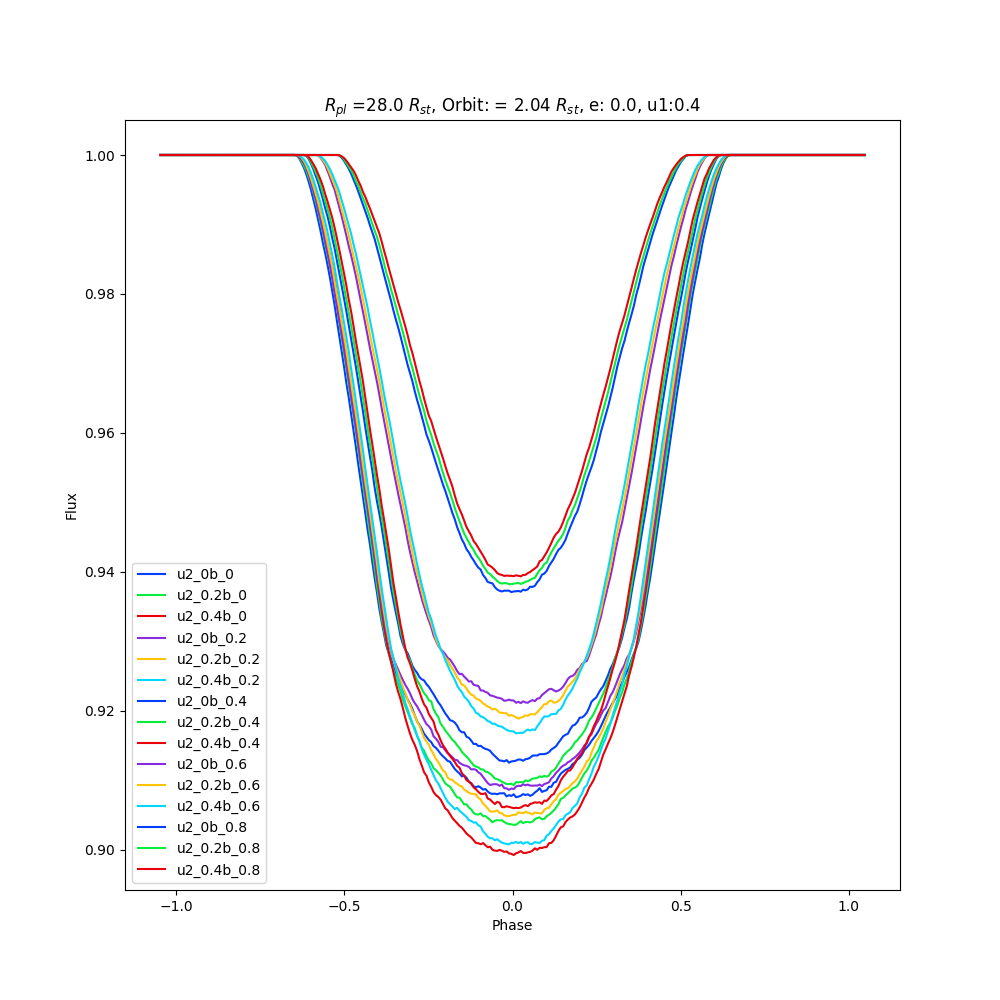 R_pl =28.0 R_st, Orbit: = 2.04 R_st, e: 0.0, u1:0.4
1.00
0.98
0.96
0.94
0.92
0.90
Flux
u2_0b_0
u2_0.2b_0
u2_0.4b_0
u2_0b_0.2
u2_0.2b_0.2
u2_0.4b_0.2
u2_0b_0.4
u2_0.2b_0.4
u2_0.4b_0.4
u2_0b_0.6
u2_0.2b_0.6
u2_0.4b_0.6
u2_0b_0.8
u2_0.2b_0.8
u2_0.4b_0.8
−1.0 −0.5 0.0 0.5 1.0
Phase